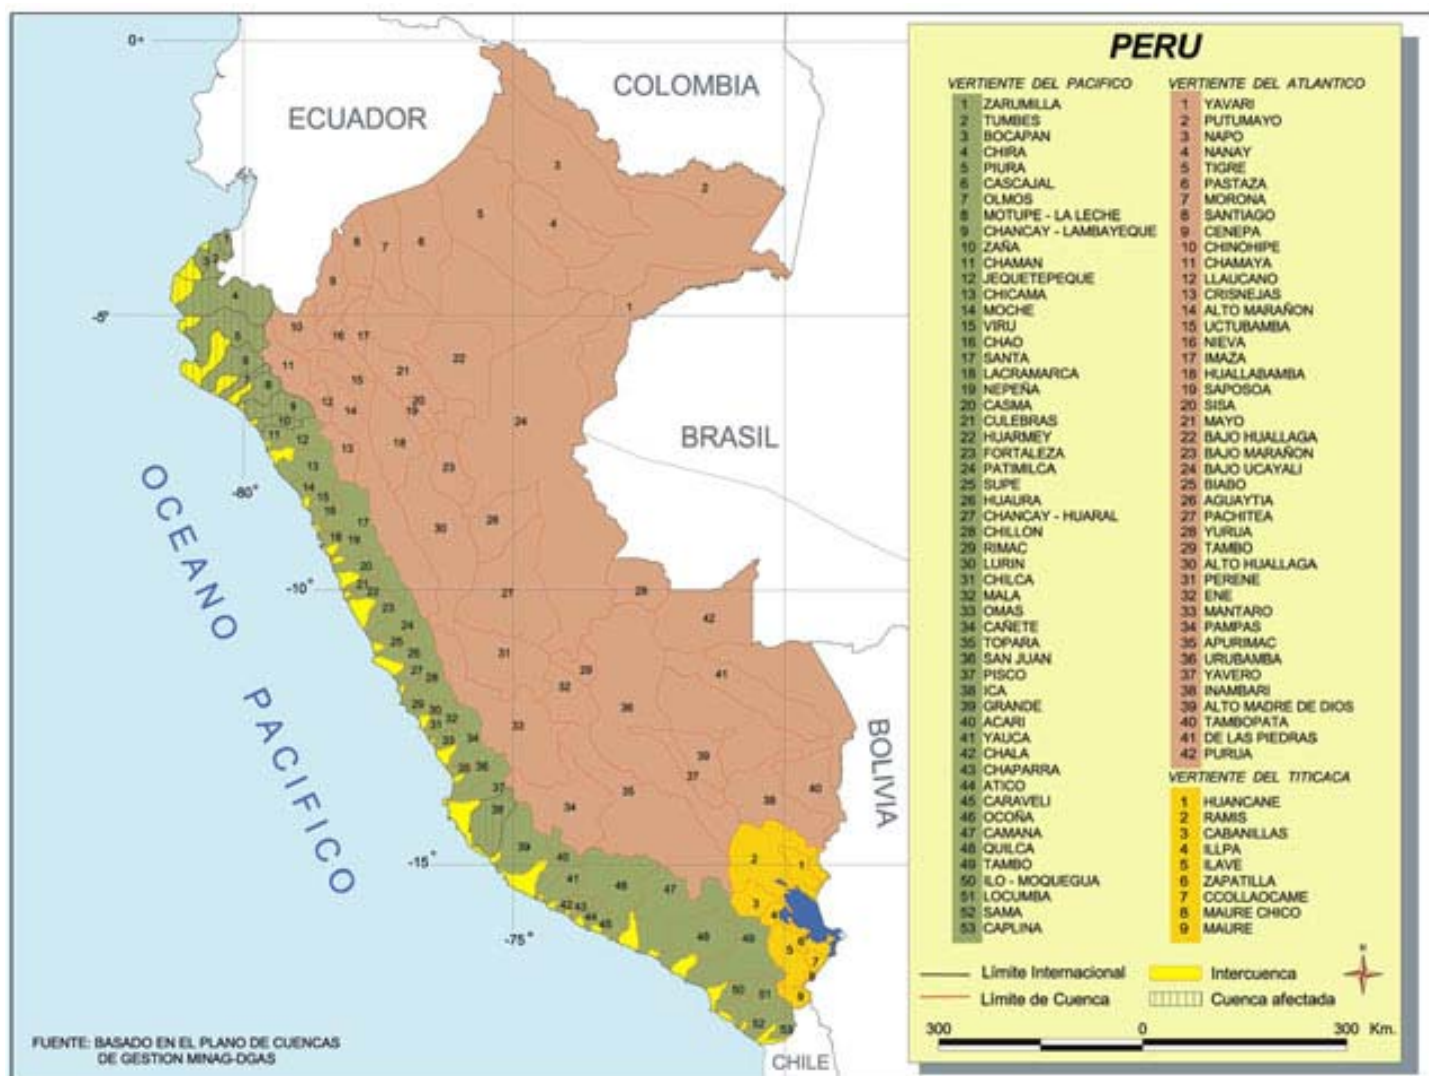 PERU
VERTIENTE DEL PACIFICO
1 ZARUMILLA
2 TUMBES
3 BOCAPAN
4 CHIRA
5 PIURA
6 CASCAJAL
7 OLMOS
8 MOTUPE - LA LECHE
9 CHANCAY - LAMBAYEQUE
10 ZAÑA
11 CHAMAN
12 JEQUETEPEQUE
13 CHICAMA
14 MOCHE
15 VIRU
16 CHAO
17 SANTA
18 LACRAMARCA
19 NEPEÑA
20 CASMA
21 CULEBRAS
22 HUARMEY
23 FORTALEZA
24 PATIMILCA
25 SUPE
26 HUAURA
27 CHANCAY - HUARAL
28 CHILLON
29 RIMAC
30 LURIN
31 CHILCA
32 MALA
33 OMAS
34 CAÑETE
35 TOPARA
36 SAN JUAN
37 PISCO
38 ICA
39 GRANDE
40 ACARI
41 YAUCA
42 CHALA
43 CHAPARRA
44 ATICO
45 CARAVELI
46 OCOÑA
47 CAMANA
48 QUILCA
49 TAMBO
50 ILO - MOQUEGUA
51 LOCUMBA
52 SAMA
53 CAPLINA
VERTIENTE DEL ATLANTICO
1 YAVARI
2 PUTUMAYO
3 NAPO
4 NANAY
5 TIGRE
6 PASTAZA
7 MORONA
8 SANTIAGO
9 CENEPA
10 CHINOHIPE
11 CHAMAYA
12 LLAUCANO
13 CRISNEJAS
14 ALTO MARAÑON
15 UCTUBAMBA
16 NIEVA
17 IMAZA
18 HUALLABAMBA
19 SAPOSOA
20 SISA
21 MAYO
22 BAJO HUALLAGA
23 BAJO MARAÑON
24 BAJO UCAYALI
25 BIABO
26 AGUAYTIA
27 PACHITEA
28 YURUA
29 TAMBO
30 ALTO HUALLAGA
31 PERENE
32 ENE
33 MANTARO
34 PAMPAS
35 APURIMAC
36 URUBAMBA
37 YAVERO
38 INAMBARI
39 ALTO MADRE DE DIOS
40 TAMBOPATA
41 DE LAS PIEDRAS
42 PURUA
VERTIENTE DEL TITICACA
1 HUANCANE
2 RAMIS
3 CABANILLAS
4 ILLPA
5 ILAVE
6 ZAPATILLA
7 CCOLLAOCAME
8 MAURE CHICO
9 MAURE
Límite Internacional
Límite de Cuenca
Intercuenca
Cuenca afectada
N
300 0 300 Km.
COLOMBIA
ECUADOR
BRASIL
BOLIVIA
CHILE
OCEANO PACIFICO
-5°
-80°
-10°
-15°
-75°
FUENTE: BASADO EN EL PLANO DE CUENCAS
DE GESTION MINAG-DGAS